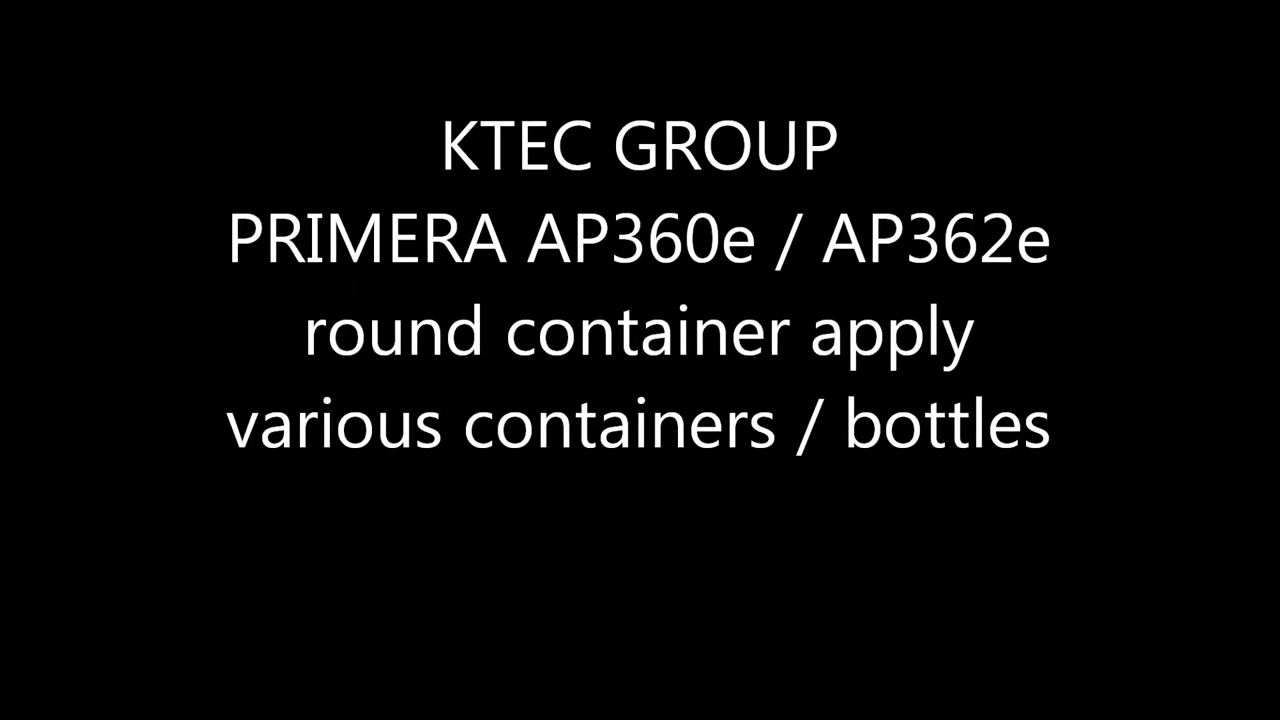 KTEC GROUP
PRIMERA AP360e / AP362e
round container apply
various containers / bottles